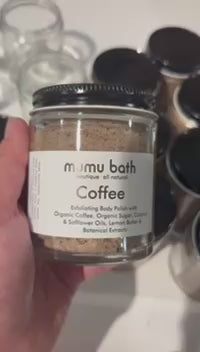 mumu bath
boutique · all natural
Coffee
Exfoliating Body Polish with
Organic Coffee, Organic Sugar, Coconut
& Safflower Oils, Lemon Butter &
Botanical Extracts